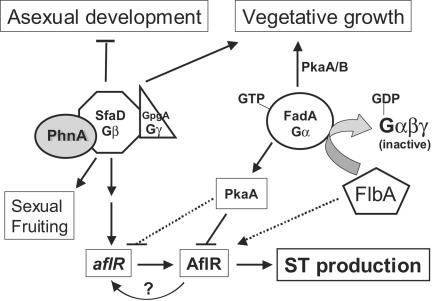 Asexual development
Vegetative growth
PkaA/B
GTP
GDP
SfaD
Gβ
GpgA
Gγ
PhnA
FadA
Gα
Gαβγ
(inactive)
Sexual
Fruiting
PkaA
FlbA
aflR
AflR
ST production
?